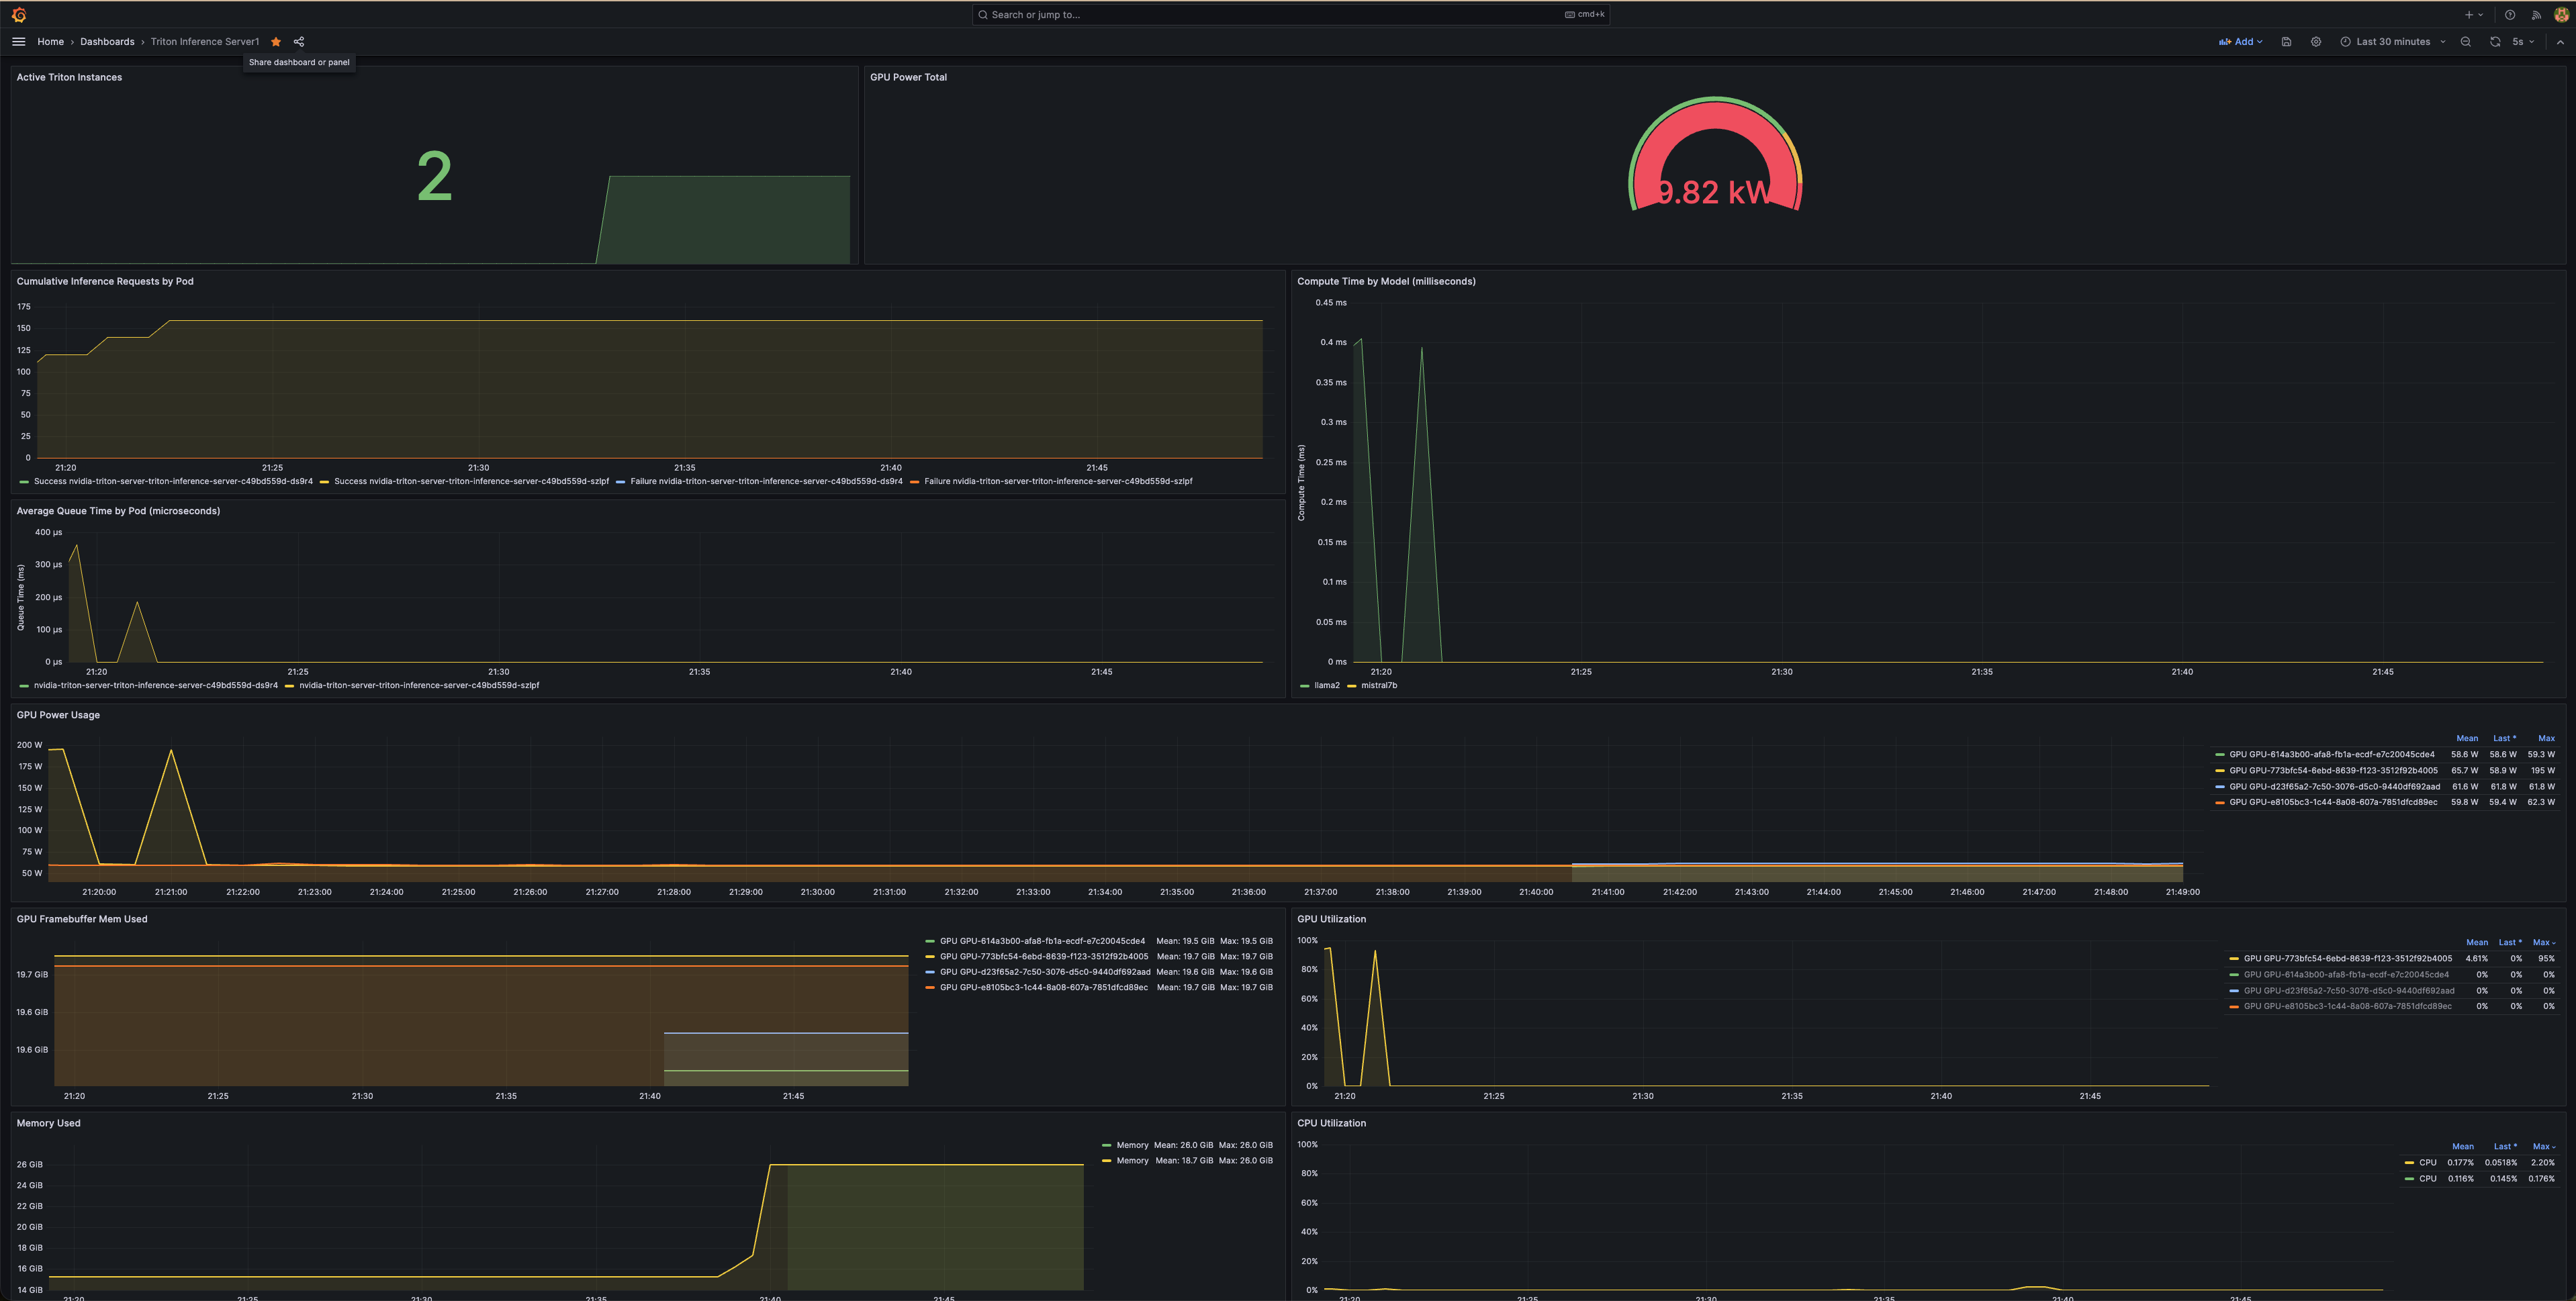 Search or jump to...
cmd+k
Home › Dashboards › Triton Inference Server1
Add
Last 30 minutes
5s
Share dashboard or panel
Active Triton Instances
2
GPU Power Total
9.82 kW
Cumulative Inference Requests by Pod
175
150
125
100
75
50
25
0
21:20 21:25 21:30 21:35 21:40 21:45
Success nvidia-triton-server-triton-inference-server-c49bd559d-ds9r4 Success nvidia-triton-server-triton-inference-server-c49bd559d-szlpf Failure nvidia-triton-server-triton-inference-server-c49bd559d-ds9r4 Failure nvidia-triton-server-triton-inference-server-c49bd559d-szlpf
Compute Time by Model (milliseconds)
Compute Time (ms)
0.45 ms
0.4 ms
0.35 ms
0.3 ms
0.25 ms
0.2 ms
0.15 ms
0.1 ms
0.05 ms
0 ms
21:20 21:25 21:30 21:35 21:40 21:45
llama2 mistral7b
Average Queue Time by Pod (microseconds)
Queue Time (ms)
400 µs
300 µs
200 µs
100 µs
0 µs
21:20 21:25 21:30 21:35 21:40 21:45
nvidia-triton-server-triton-inference-server-c49bd559d-ds9r4 nvidia-triton-server-triton-inference-server-c49bd559d-szlpf
GPU Power Usage
200 W
175 W
150 W
125 W
100 W
75 W
50 W
21:20:00 21:21:00 21:22:00 21:23:00 21:24:00 21:25:00 21:26:00 21:27:00 21:28:00 21:29:00 21:30:00 21:31:00 21:32:00 21:33:00 21:34:00 21:35:00 21:36:00 21:37:00 21:38:00 21:39:00 21:40:00 21:41:00 21:42:00 21:43:00 21:44:00 21:45:00 21:46:00 21:47:00 21:48:00 21:49:00
Mean Last * Max
GPU GPU-614a3b00-afa8-fb1a-ecdf-e7c20045cde4 58.6 W 58.6 W 59.3 W
GPU GPU-773bfc54-6ebd-8639-f123-3512f92b4005 65.7 W 58.9 W 195 W
GPU GPU-d23f65a2-7c50-3076-d5c0-9440df692aad 61.6 W 61.8 W 61.8 W
GPU GPU-e8105bc3-1c44-8a08-607a-7851dfcd89ec 59.8 W 59.4 W 62.3 W
GPU Framebuffer Mem Used
19.7 GiB
19.6 GiB
19.6 GiB
21:20 21:25 21:30 21:35 21:40 21:45
GPU GPU-614a3b00-afa8-fb1a-ecdf-e7c20045cde4 Mean: 19.5 GiB Max: 19.5 GiB
GPU GPU-773bfc54-6ebd-8639-f123-3512f92b4005 Mean: 19.7 GiB Max: 19.7 GiB
GPU GPU-d23f65a2-7c50-3076-d5c0-9440df692aad Mean: 19.6 GiB Max: 19.6 GiB
GPU GPU-e8105bc3-1c44-8a08-607a-7851dfcd89ec Mean: 19.7 GiB Max: 19.7 GiB
GPU Utilization
100%
80%
60%
40%
20%
0%
21:20 21:25 21:30 21:35 21:40 21:45
Mean Last * Max
GPU GPU-773bfc54-6ebd-8639-f123-3512f92b4005 4.61% 0% 95%
GPU GPU-614a3b00-afa8-fb1a-ecdf-e7c20045cde4 0% 0% 0%
GPU GPU-d23f65a2-7c50-3076-d5c0-9440df692aad 0% 0% 0%
GPU GPU-e8105bc3-1c44-8a08-607a-7851dfcd89ec 0% 0% 0%
Memory Used
26 GiB
24 GiB
22 GiB
20 GiB
18 GiB
16 GiB
14 GiB
21:20 21:25 21:30 21:35 21:40 21:45
Memory Mean: 26.0 GiB Max: 26.0 GiB
Memory Mean: 18.7 GiB Max: 26.0 GiB
CPU Utilization
100%
80%
60%
40%
20%
0%
21:20 21:25 21:30 21:35 21:40 21:45
Mean Last * Max
CPU 0.177% 0.0518% 2.20%
CPU 0.116% 0.145% 0.176%